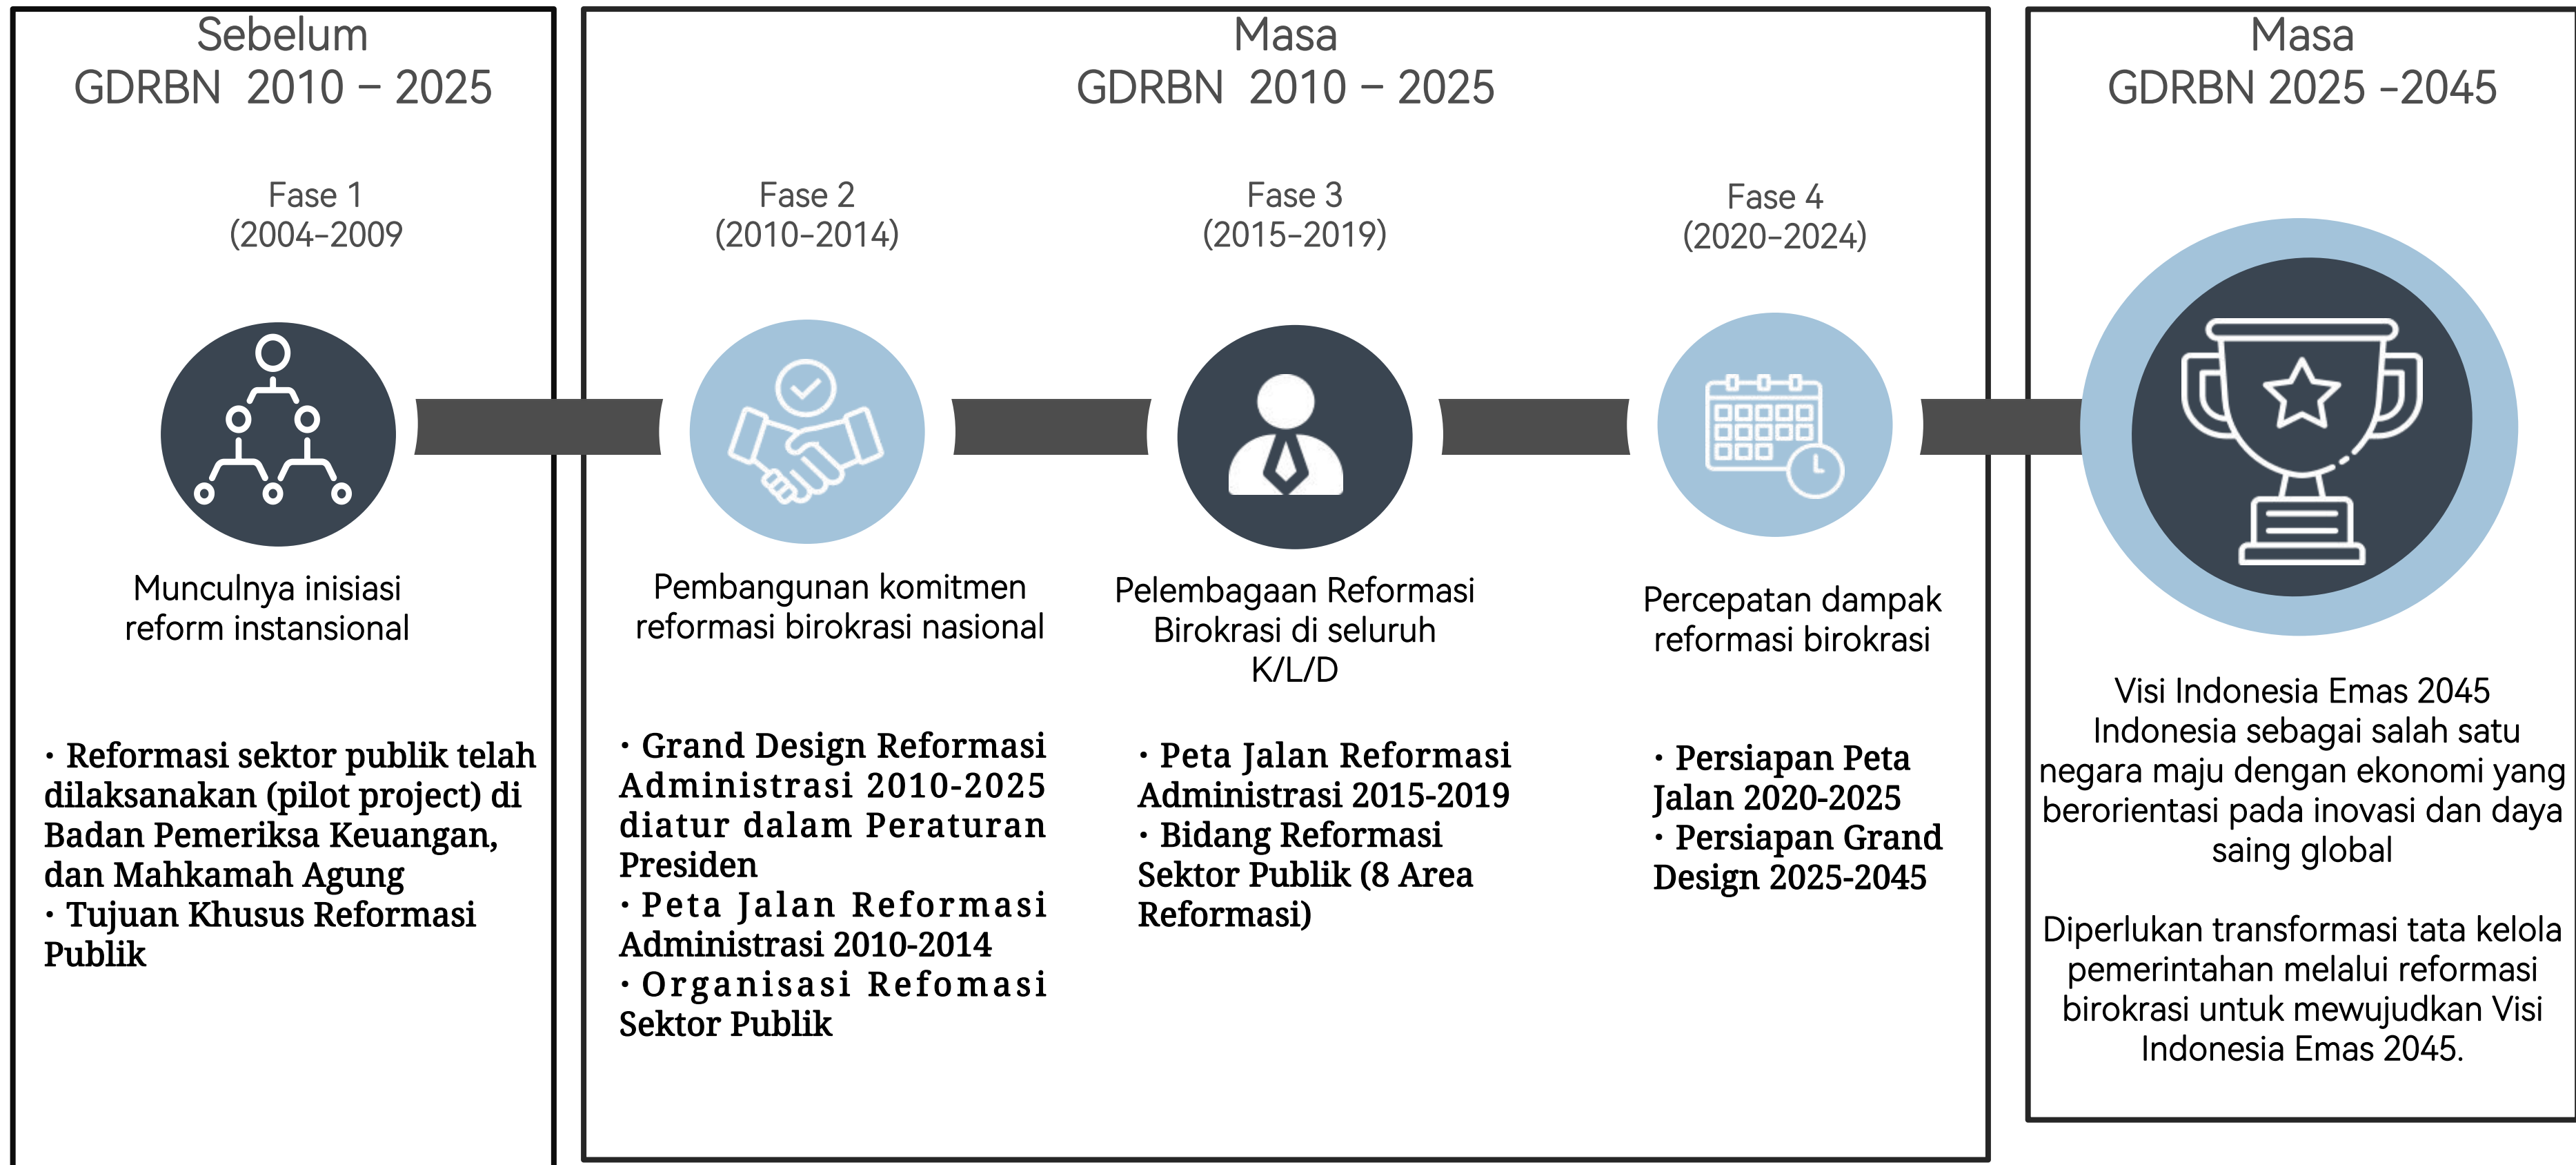 Sebelum
GDRBN 2010 – 2025
Fase 1
(2004-2009
Munculnya inisiasi
reform instansional
· Reformasi sektor publik telah
dilaksanakan (pilot project) di
Badan Pemeriksa Keuangan,
dan Mahkamah Agung
· Tujuan Khusus Reformasi
Publik
Masa
GDRBN 2010 – 2025
Fase 2
(2010-2014)
Pembangunan komitmen
reformasi birokrasi nasional
· Grand Design Reformasi
Administrasi 2010-2025
diatur dalam Peraturan
Presiden
· Peta Jalan Reformasi
Administrasi 2010-2014
· Organisasi Refomasi
Sektor Publik
Fase 3
(2015-2019)
Pelembagaan Reformasi
Birokrasi di seluruh
K/L/D
· Peta Jalan Reformasi
Administrasi 2015-2019
· Bidang Reformasi
Sektor Publik (8 Area
Reformasi)
Fase 4
(2020-2024)
Percepatan dampak
reformasi birokrasi
· Persiapan Peta
Jalan 2020-2025
· Persiapan Grand
Design 2025-2045
Masa
GDRBN 2025 -2045
Visi Indonesia Emas 2045
Indonesia sebagai salah satu
negara maju dengan ekonomi yang
berorientasi pada inovasi dan daya
saing global
Diperlukan transformasi tata kelola
pemerintahan melalui reformasi
birokrasi untuk mewujudkan Visi
Indonesia Emas 2045.